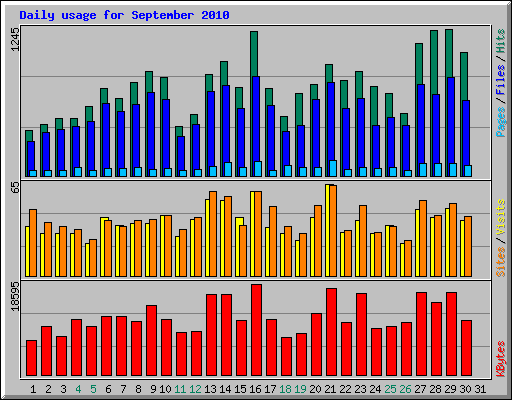 Daily usage for September 2010
1245
Pages / Files / Hits
65
Sites / Visits
18595
KBytes
1 2 3 4 5 6 7 8 9 10 11 12 13 14 15 16 17 18 19 20 21 22 23 24 25 26 27 28 29 30 31